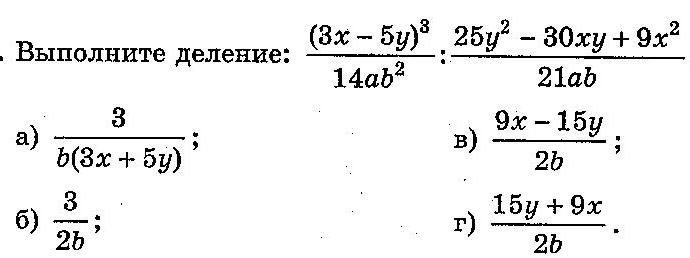 . Выполните деление: (3x – 5y)³/14ab² : 25y² – 30xy + 9x²/21ab
а) 3/b(3x + 5y) ;
в) 9x – 15y/2b ;
б) 3/2b ;
г) 15y + 9x/2b .